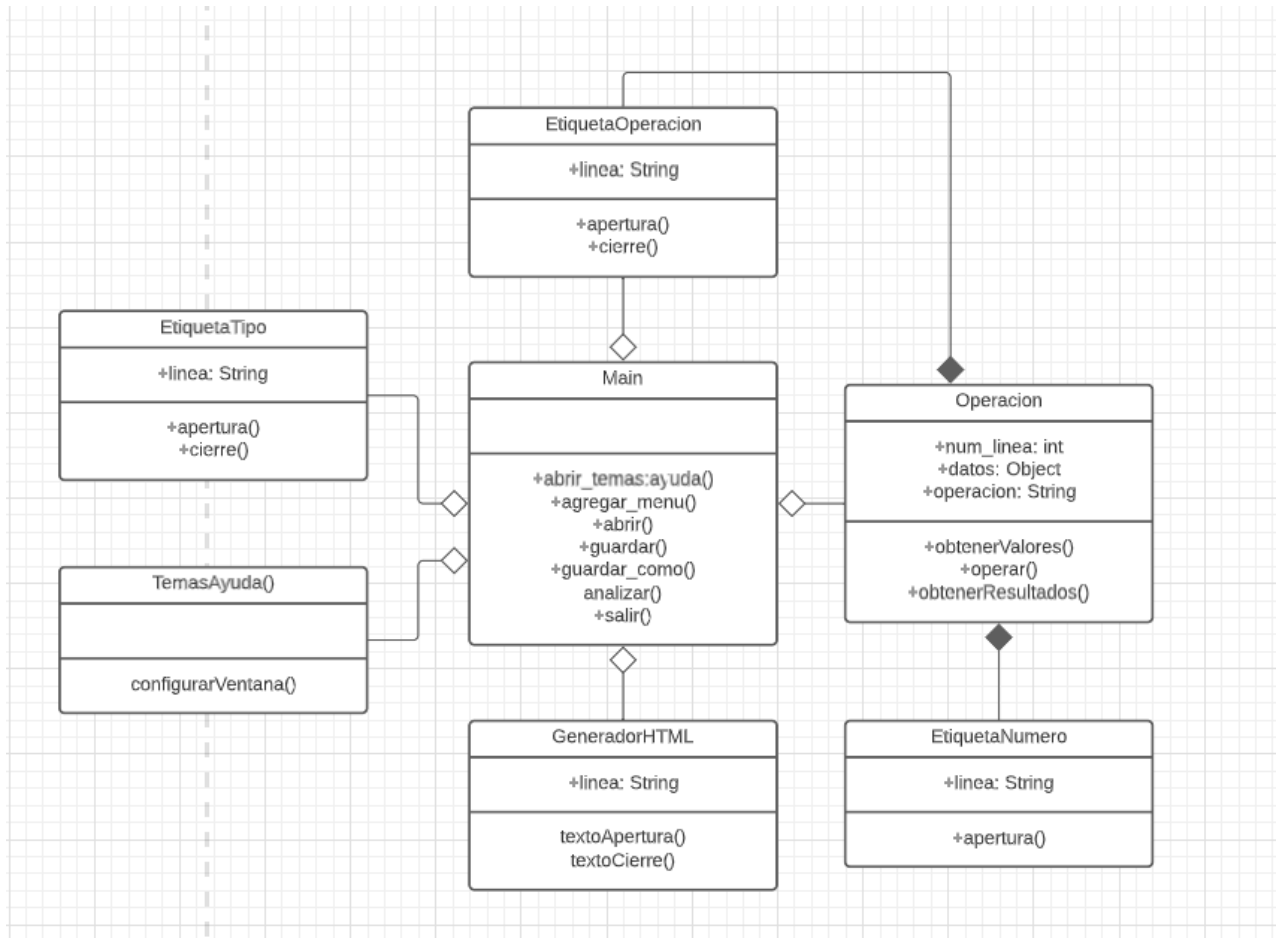 EtiquetaOperacion
+linea: String
+apertura()
+cierre()
EtiquetaTipo
+linea: String
+apertura()
+cierre()
Main
+abrir_temas:ayuda()
+agregar_menu()
+abrir()
+guardar()
+guardar_como()
analizar()
+salir()
Operacion
+num_linea: int
+datos: Object
+operacion: String
+obtenerValores()
+operar()
+obtenerResultados()
TemasAyuda()
configurarVentana()
GeneradorHTML
+linea: String
textoApertura()
textoCierre()
EtiquetaNumero
+linea: String
+apertura()